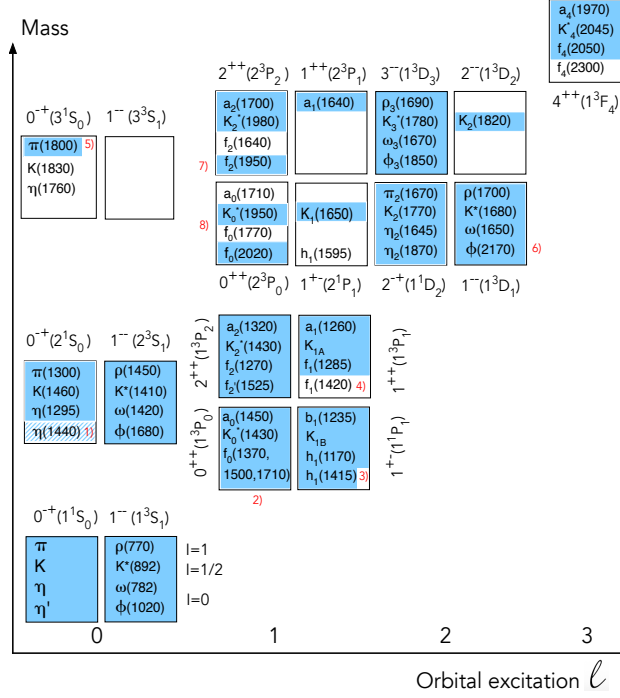 Mass
a₄(1970)
K*₄(2045)
f₄(2050)
f₄(2300)
4⁺⁺(1³F₄)
2⁺⁺(2³P₂)
1⁺⁺(2³P₁)
3⁻⁻(1³D₃)
2⁻⁻(1³D₂)
0⁻⁺(3¹S₀)
1⁻⁻(3³S₁)
π(1800) 5)
K(1830)
η(1760)
a₂(1700)
K₂*(1980)
f₂(1640)
7) f₂(1950)
a₁(1640)
ρ₃(1690)
K₃*(1780)
ω₃(1670)
ϕ₃(1850)
K₂(1820)
a₀(1710)
8) K₀*(1950)
f₀(1770)
f₀(2020)
K₁(1650)
h₁(1595)
π₂(1670)
K₂(1770)
η₂(1645)
η₂(1870)
ρ(1700)
K*(1680)
ω(1650)
ϕ(2170) 6)
0⁺⁺(2³P₀)
1⁺⁻(2¹P₁)
2⁻⁺(1¹D₂)
1⁻⁻(1³D₁)
0⁻⁺(2¹S₀)
1⁻⁻(2³S₁)
π(1300)
K(1460)
η(1295)
η(1440) 1)
ρ(1450)
K*(1410)
ω(1420)
ϕ(1680)
2⁺⁺(1³P₂)
a₂(1320)
K₂*(1430)
f₂(1270)
f₂'(1525)
a₁(1260)
K₁A
f₁(1285)
f₁(1420) 4)
1⁺⁺(1³P₁)
0⁺⁺(1³P₀)
a₀(1450)
K₀*(1430)
f₀(1370,
1500,1710)
2)
b₁(1235)
K₁B
h₁(1170)
h₁(1415) 3)
1⁺⁻(1¹P₁)
0⁻⁺(1¹S₀)
1⁻⁻(1³S₁)
π
K
η
η'
ρ(770)
K*(892)
ω(782)
ϕ(1020)
I=1
I=1/2
I=0
0
1
2
3
Orbital excitation ℓ